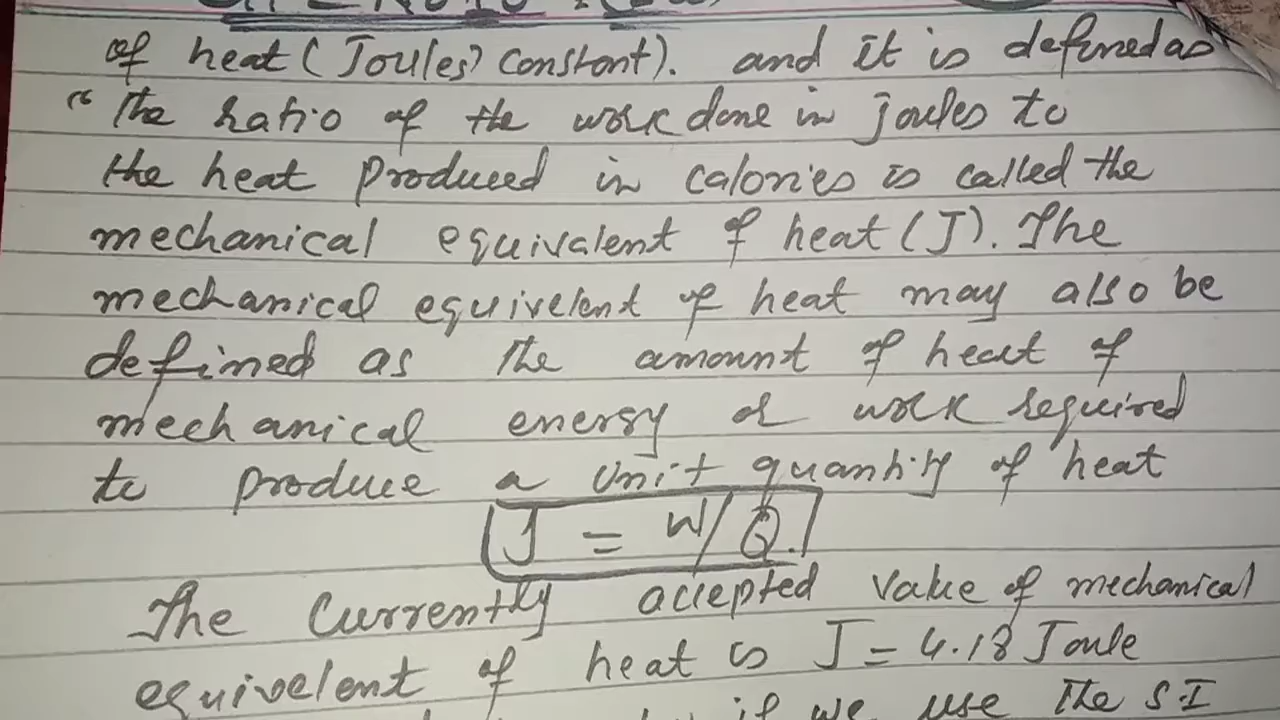 of heat (Joules) constant). and it is defined as
"The ratio of the work done in joules to
the heat produced in calories is called the
mechanical equivalent of heat (J). The
mechanical equivelent of heat may also be
defined as the amount of heat of
mechanical energy or work required
to produce a unit quantity of heat
J = W/Q.
The Currently accepted value of mechanical
equivelent of heat is J = 4.18 Joule
if we use the S.I